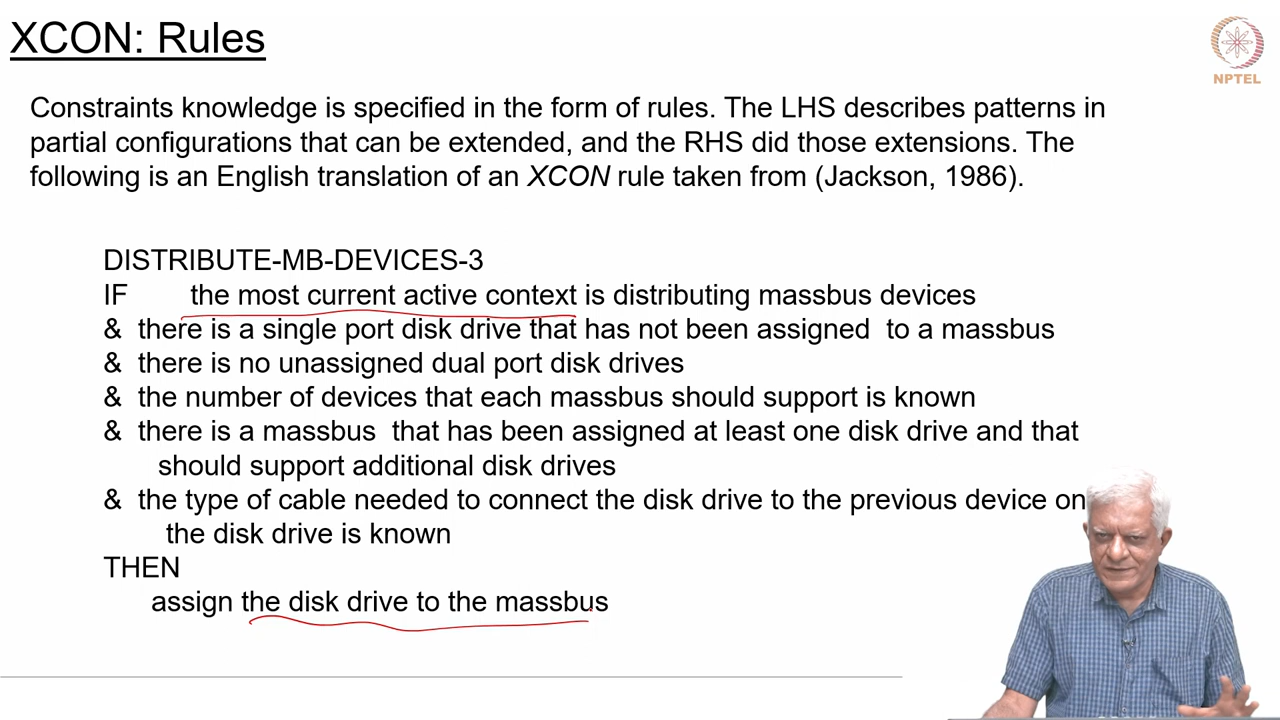 XCON: Rules
NPTEL
Constraints knowledge is specified in the form of rules. The LHS describes patterns in
partial configurations that can be extended, and the RHS did those extensions. The
following is an English translation of an XCON rule taken from (Jackson, 1986).
DISTRIBUTE-MB-DEVICES-3
IF the most current active context is distributing massbus devices
& there is a single port disk drive that has not been assigned to a massbus
& there is no unassigned dual port disk drives
& the number of devices that each massbus should support is known
& there is a massbus that has been assigned at least one disk drive and that
should support additional disk drives
& the type of cable needed to connect the disk drive to the previous device on
the disk drive is known
THEN
assign the disk drive to the massbus